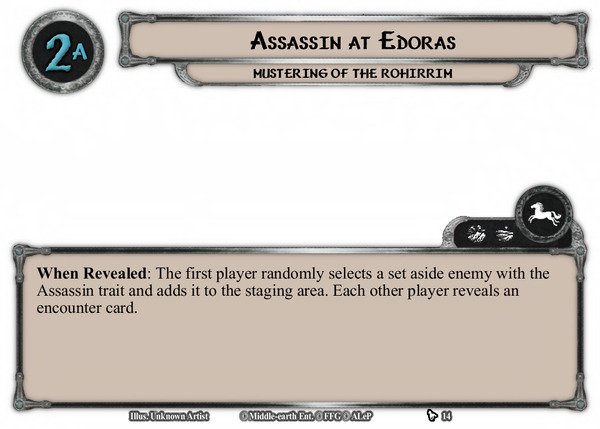 2A
Assassin at Edoras
Mustering of the Rohirrim
When Revealed: The first player randomly selects a set aside enemy with the
Assassin trait and adds it to the staging area. Each other player reveals an
encounter card.
Illus. Unknown Artist © Middle-earth Ent. © FFG © ALeP 14